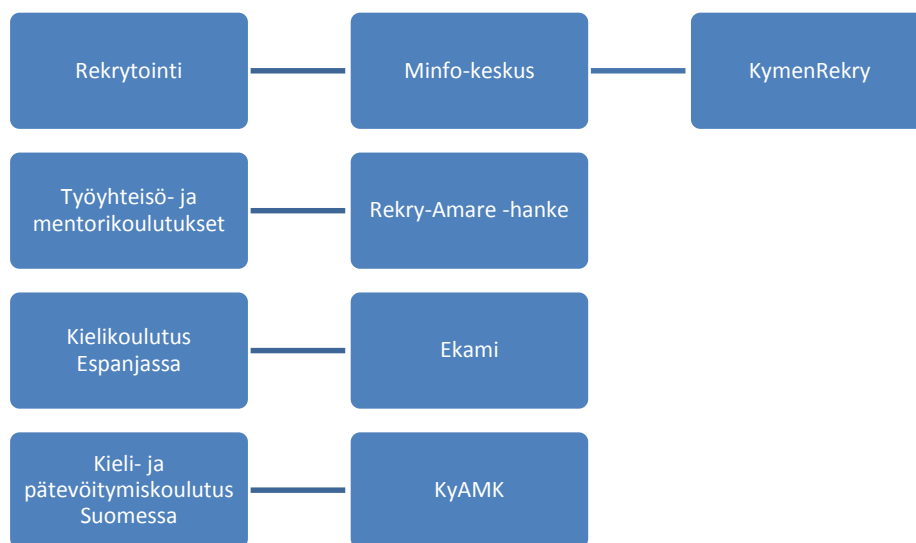 Rekrytointi
Minfo-keskus
KymenRekry
Työyhteisö- ja
mentorikoulutukset
Rekry-Amare -hanke
Kielikoulutus
Espanjassa
Ekami
Kieli- ja
pätevöitymiskoulutus
Suomessa
KyAMK